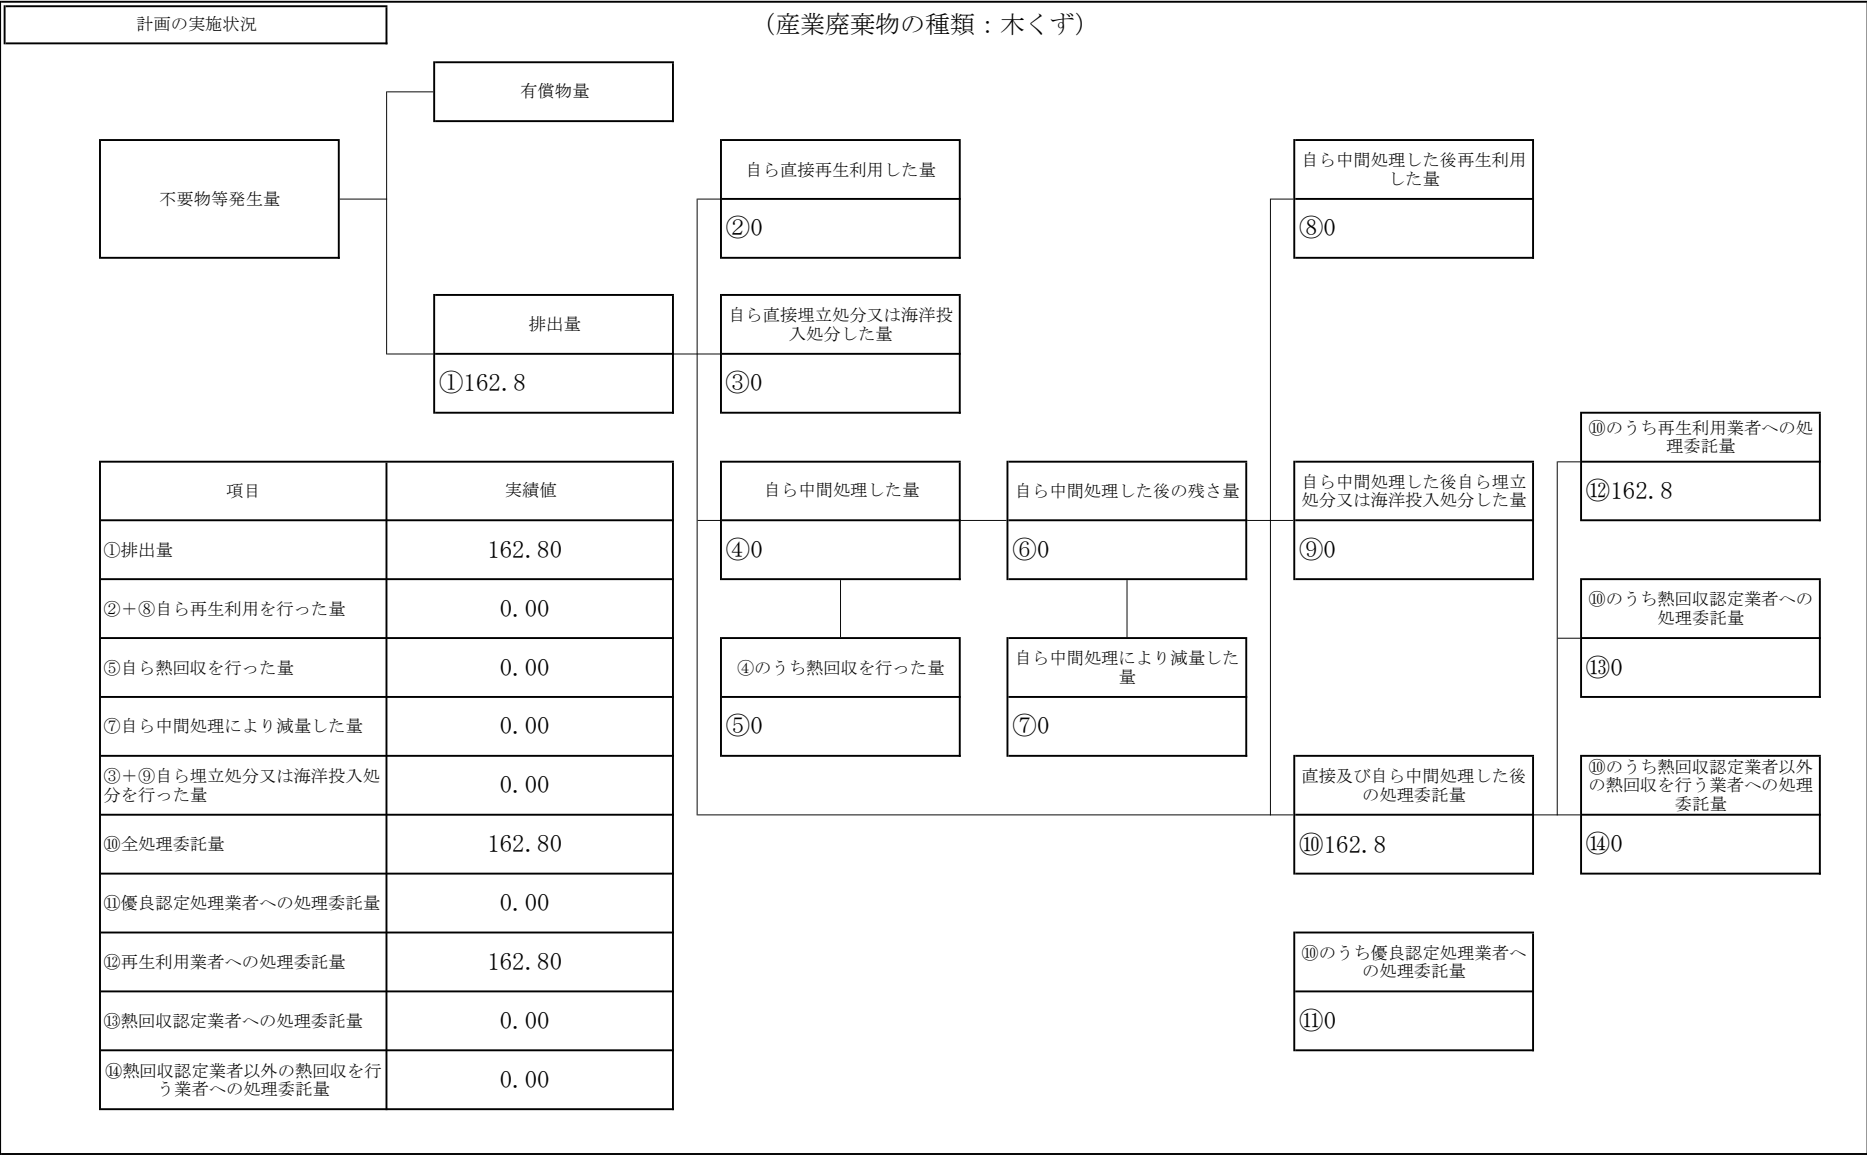 計画の実施状況
（産業廃棄物の種類：木くず）
有償物量
不要物等発生量
自ら直接再生利用した量
②0
自ら中間処理した後再生利用
した量
⑧0
排出量
①162.8
自ら直接埋立処分又は海洋投
入処分した量
③0
⑩のうち再生利用業者への処
理委託量
⑫162.8
自ら中間処理した量
④0
自ら中間処理した後の残さ量
⑥0
自ら中間処理した後自ら埋立
処分又は海洋投入処分した量
⑨0
⑩のうち熱回収認定業者への
処理委託量
⑬0
④のうち熱回収を行った量
⑤0
自ら中間処理により減量した
量
⑦0
直接及び自ら中間処理した後
の処理委託量
⑩162.8
⑩のうち熱回収認定業者以外
の熱回収を行う業者への処理
委託量
⑭0
⑩のうち優良認定処理業者へ
の処理委託量
⑪0
項目 実績値
①排出量 162.80
②＋⑧自ら再生利用を行った量 0.00
⑤自ら熱回収を行った量 0.00
⑦自ら中間処理により減量した量 0.00
③＋⑨自ら埋立処分又は海洋投入処
分を行った量 0.00
⑩全処理委託量 162.80
⑪優良認定処理業者への処理委託量 0.00
⑫再生利用業者への処理委託量 162.80
⑬熱回収認定業者への処理委託量 0.00
⑭熱回収認定業者以外の熱回収を行
う業者への処理委託量 0.00